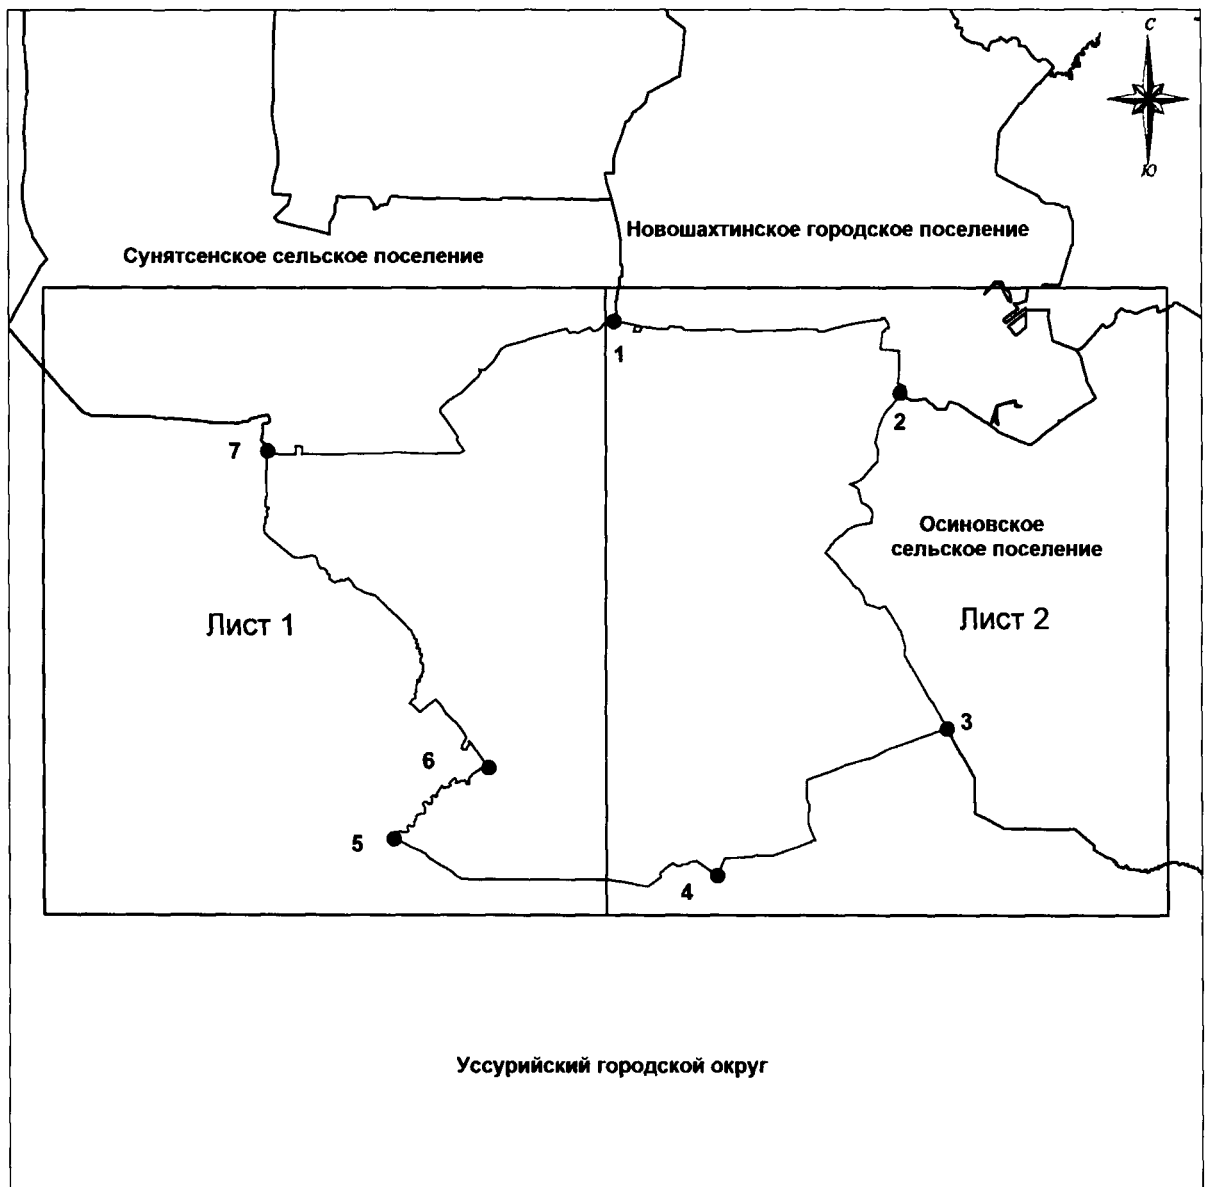 С
Ю
Новошахтинское городское поселение
Сунятсенское сельское поселение
1
2
7
Осиновское
сельское поселение
Лист 1
Лист 2
3
6
5
4
Уссурийский городской округ